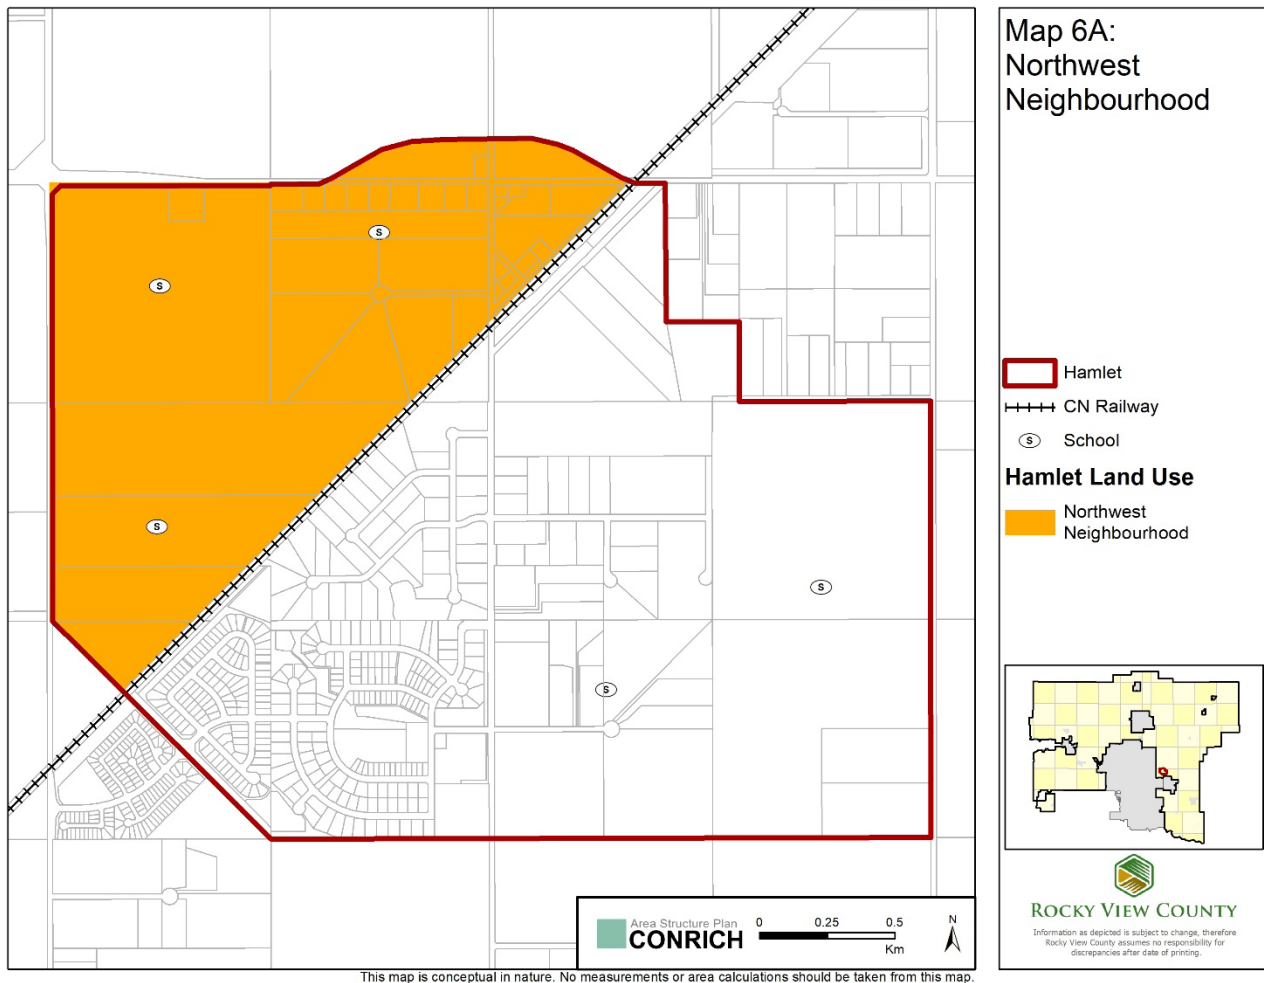 Map 6A:
Northwest
Neighbourhood
S
S
S
S
S
Hamlet
CN Railway
S School
Hamlet Land Use
Northwest
Neighbourhood
Area Structure Plan
CONRICH
0 0.25 0.5
Km
N
ROCKY VIEW COUNTY
Information as depicted is subject to change, therefore
Rocky View County assumes no responsibility for
discrepancies after date of printing.
This map is conceptual in nature. No measurements or area calculations should be taken from this map.